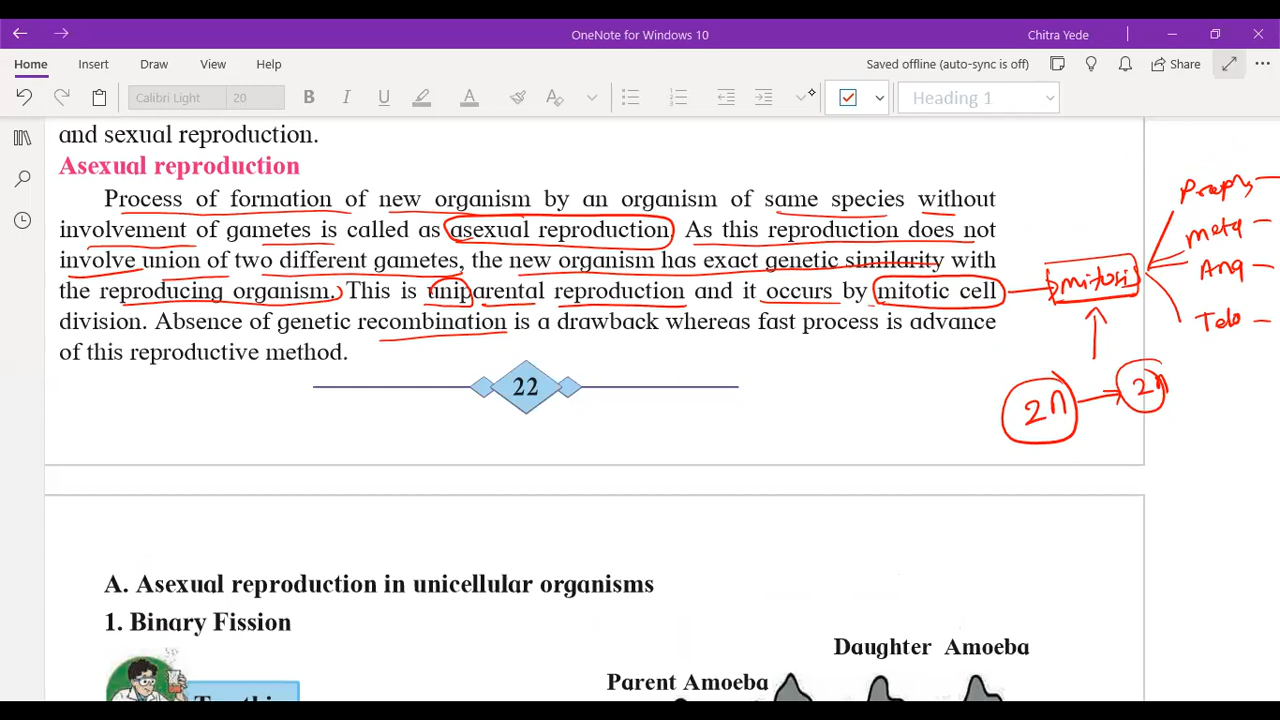 OneNote for Windows 10
Chitra Yede
Home Insert Draw View Help
Saved offline (auto-sync is off)
Share
Calibri Light 20
B I U A
Heading 1
and sexual reproduction.
Asexual reproduction
Process of formation of new organism by an organism of same species without
involvement of gametes is called as asexual reproduction. As this reproduction does not
involve union of two different gametes, the new organism has exact genetic similarity with
the reproducing organism. This is uniparental reproduction and it occurs by mitotic cell
division. Absence of genetic recombination is a drawback whereas fast process is advance
of this reproductive method.
mitosis
Meta
Ana
Telo
2n
2n
22
A. Asexual reproduction in unicellular organisms
1. Binary Fission
Daughter Amoeba
Parent Amoeba